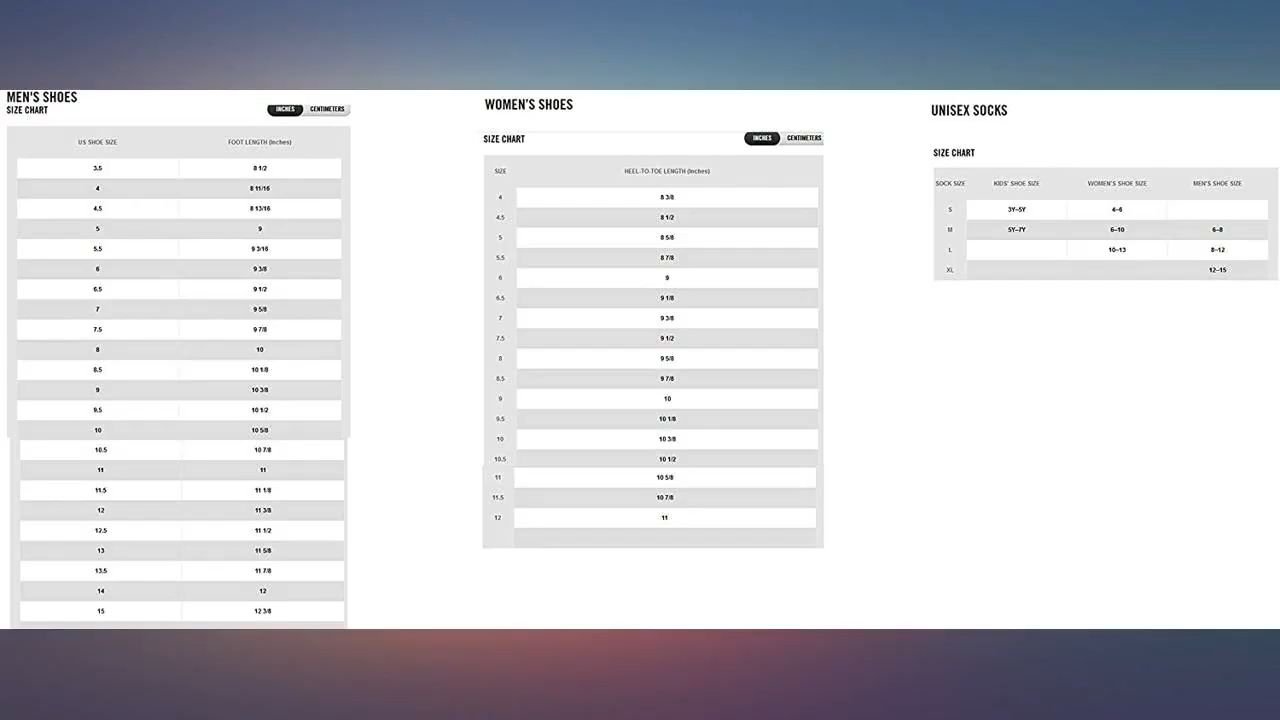 MEN'S SHOES
SIZE CHART
INCHES CENTIMETERS
US SHOE SIZE FOOT LENGTH (Inches)
3.5 8 1/2
4 8 11/16
4.5 8 13/16
5 9
5.5 9 3/16
6 9 3/8
6.5 9 1/2
7 9 5/8
7.5 9 7/8
8 10
8.5 10 1/8
9 10 3/8
9.5 10 1/2
10 10 5/8
10.5 10 7/8
11 11
11.5 11 1/8
12 11 3/8
12.5 11 1/2
13 11 5/8
13.5 11 7/8
14 12
15 12 3/8
WOMEN'S SHOES
SIZE CHART
INCHES CENTIMETERS
SIZE HEEL-TO-TOE LENGTH (Inches)
4 8 3/8
4.5 8 1/2
5 8 5/8
5.5 8 7/8
6 9
6.5 9 1/8
7 9 3/8
7.5 9 1/2
8 9 5/8
8.5 9 7/8
9 10
9.5 10 1/8
10 10 3/8
10.5 10 1/2
11 10 5/8
11.5 10 7/8
12 11
UNISEX SOCKS
SIZE CHART
SOCK SIZE KIDS' SHOE SIZE WOMEN'S SHOE SIZE MEN'S SHOE SIZE
S 3Y–5Y 4–6
M 5Y–7Y 6–10 6–8
L 10–13 8–12
XL 12–15